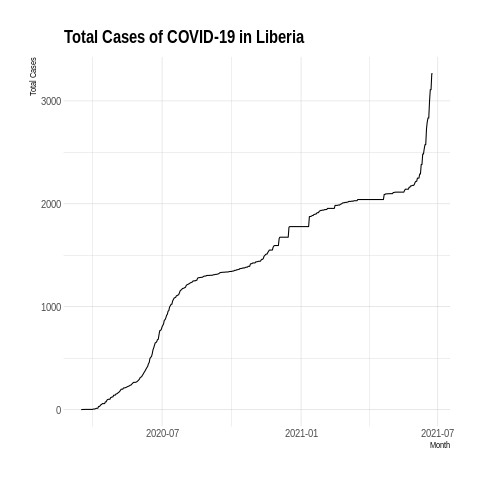 Total Cases of COVID-19 in Liberia
Total Cases
3000
2000
1000
0
2020-07
2021-01
2021-07
Month